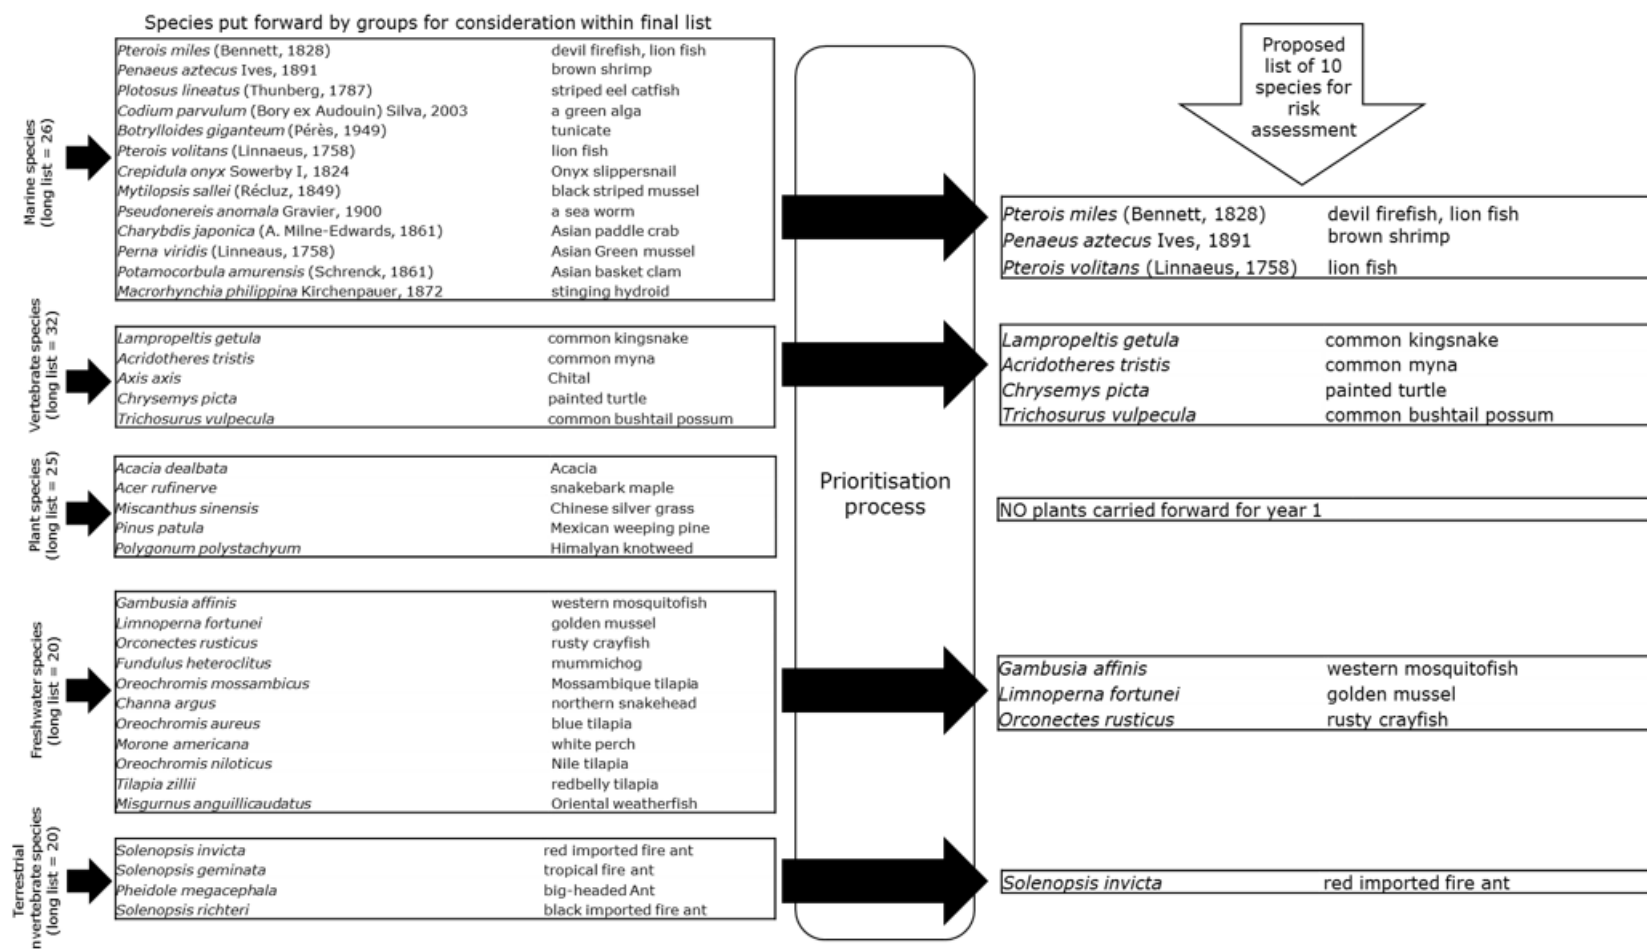 Species put forward by groups for consideration within final list
Marine species
(long list = 26)
Pterois miles (Bennett, 1828) devil firefish, lion fish
Penaeus aztecus Ives, 1891 brown shrimp
Plotosus lineatus (Thunberg, 1787) striped eel catfish
Codium parvulum (Bory ex Audouin) Silva, 2003 a green alga
Botrylloides giganteum (Pérès, 1949) tunicate
Pterois volitans (Linnaeus, 1758) lion fish
Crepidula onyx Sowerby I, 1824 Onyx slippersnail
Mytilopsis sallei (Récluz, 1849) black striped mussel
Pseudonereis anomala Gravier, 1900 a sea worm
Charybdis japonica (A. Milne-Edwards, 1861) Asian paddle crab
Perna viridis (Linneaus, 1758) Asian Green mussel
Potamocorbula amurensis (Schrenck, 1861) Asian basket clam
Macrorhynchia philippina Kirchenpauer, 1872 stinging hydroid
Vertebrate species
(long list = 32)
Lampropeltis getula common kingsnake
Acridotheres tristis common myna
Axis axis Chital
Chrysemys picta painted turtle
Trichosurus vulpecula common bushtail possum
Plant species
(long list = 25)
Acacia dealbata Acacia
Acer rufinerve snakebark maple
Miscanthus sinensis Chinese silver grass
Pinus patula Mexican weeping pine
Polygonum polystachyum Himalyan knotweed
Freshwater species
(long list = 20)
Gambusia affinis western mosquitofish
Limnoperna fortunei golden mussel
Orconectes rusticus rusty crayfish
Fundulus heteroclitus mummichog
Oreochromis mossambicus Mossambique tilapia
Channa argus northern snakehead
Oreochromis aureus blue tilapia
Morone americana white perch
Oreochromis niloticus Nile tilapia
Tilapia zillii redbelly tilapia
Misgurnus anguillicaudatus Oriental weatherfish
Terrestrial
nvertebrate species
(long list = 20)
Solenopsis invicta red imported fire ant
Solenopsis geminata tropical fire ant
Pheidole megacephala big-headed Ant
Solenopsis richteri black imported fire ant
Prioritisation
process
Proposed
list of 10
species for
risk
assessment
Pterois miles (Bennett, 1828) devil firefish, lion fish
Penaeus aztecus Ives, 1891 brown shrimp
Pterois volitans (Linnaeus, 1758) lion fish
Lampropeltis getula common kingsnake
Acridotheres tristis common myna
Chrysemys picta painted turtle
Trichosurus vulpecula common bushtail possum
NO plants carried forward for year 1
Gambusia affinis western mosquitofish
Limnoperna fortunei golden mussel
Orconectes rusticus rusty crayfish
Solenopsis invicta red imported fire ant